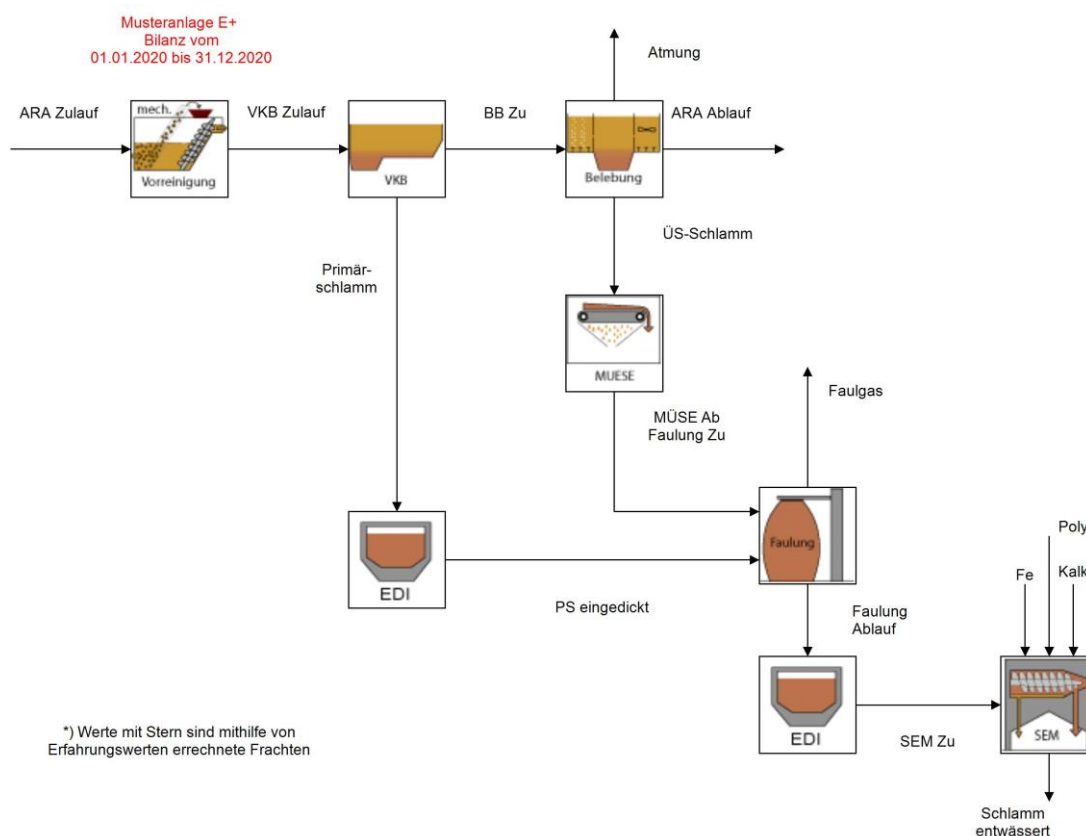 Musteranlage E+
Bilanz vom
01.01.2020 bis 31.12.2020
Atmung
ARA Zulauf
mech.
Vorreinigung
VKB Zulauf
VKB
BB Zu
Belebung
ARA Ablauf
ÜS-Schlamm
Primär-
schlamm
MUESE
Faulgas
MÜSE Ab
Faulung Zu
Faulung
EDI
PS eingedickt
Poly
Fe
Kalk
Faulung
Ablauf
EDI
SEM Zu
SEM
*) Werte mit Stern sind mithilfe von
Erfahrungswerten errechnete Frachten
Schlamm
entwässert